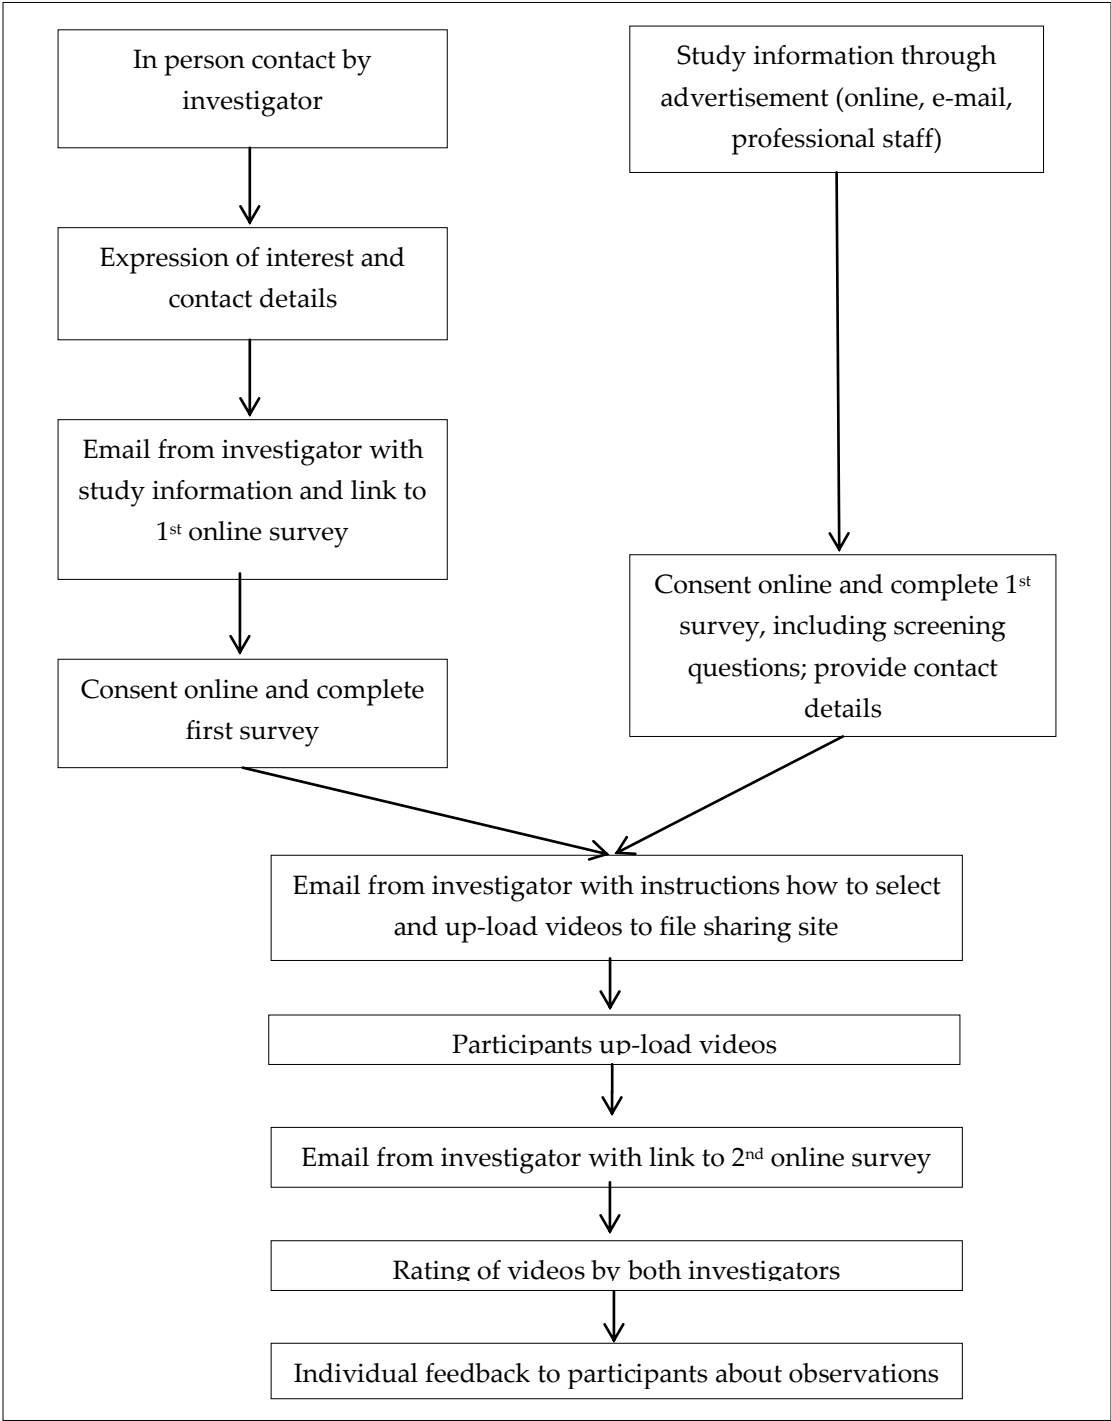 In person contact by
investigator
Study information through
advertisement (online, e-mail,
professional staff)
Expression of interest and
contact details
Email from investigator with
study information and link to
1st online survey
Consent online and complete
first survey
Consent online and complete 1st
survey, including screening
questions; provide contact
details
Email from investigator with instructions how to select
and up-load videos to file sharing site
Participants up-load videos
Email from investigator with link to 2nd online survey
Rating of videos by both investigators
Individual feedback to participants about observations